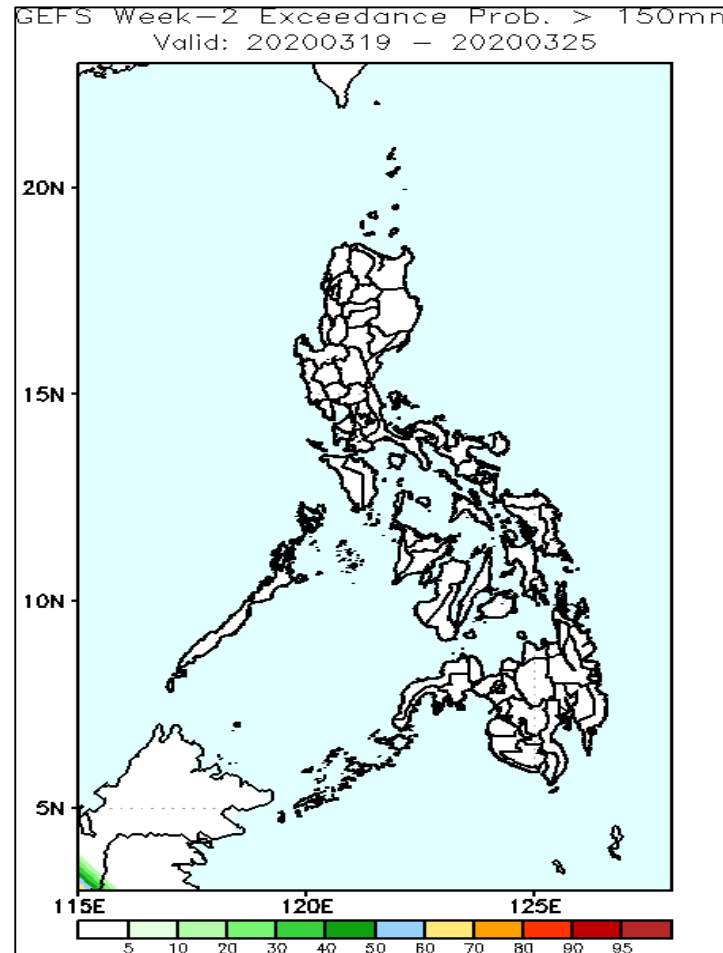 GEFS Week-2 Exceedance Prob. > 150mm
Valid: 20200319 - 20200325
20N
15N
10N
5N
115E 120E 125E
5 10 20 30 40 50 60 70 80 90 95